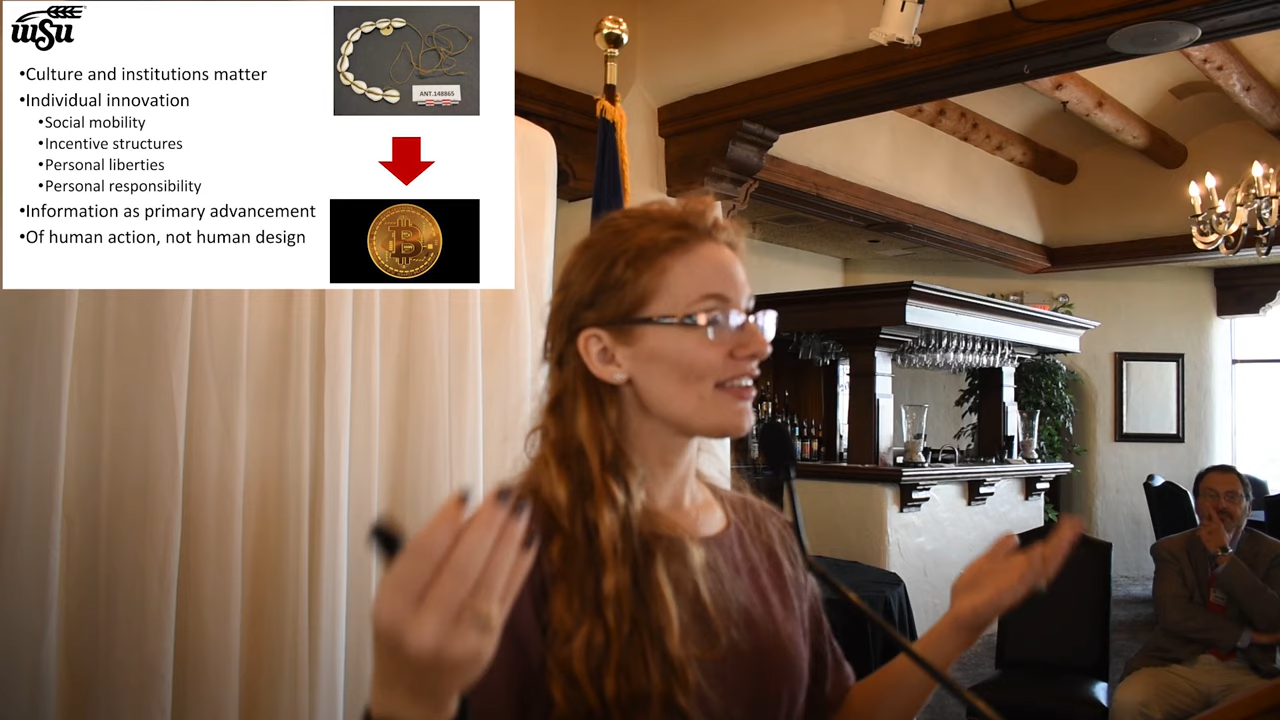 WSU
•Culture and institutions matter
•Individual innovation
•Social mobility
•Incentive structures
•Personal liberties
•Personal responsibility
•Information as primary advancement
•Of human action, not human design
ANT.148865